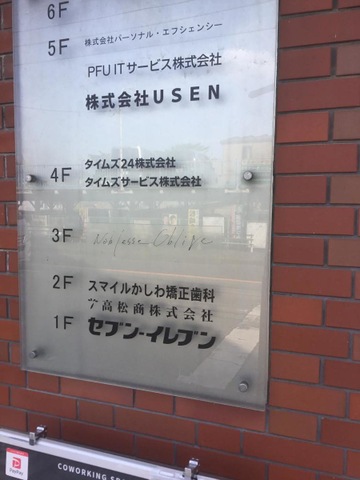 6F
5F 株式会社パーソナル・エフシェンシー
PFU ITサービス株式会社
株式会社USEN
4F タイムズ24株式会社
タイムズサービス株式会社
3F Noblesse Oblige
2F スマイルかしわ矯正歯科
高松商株式会社
1F セブン-イレブン
PayPay
COWORKING